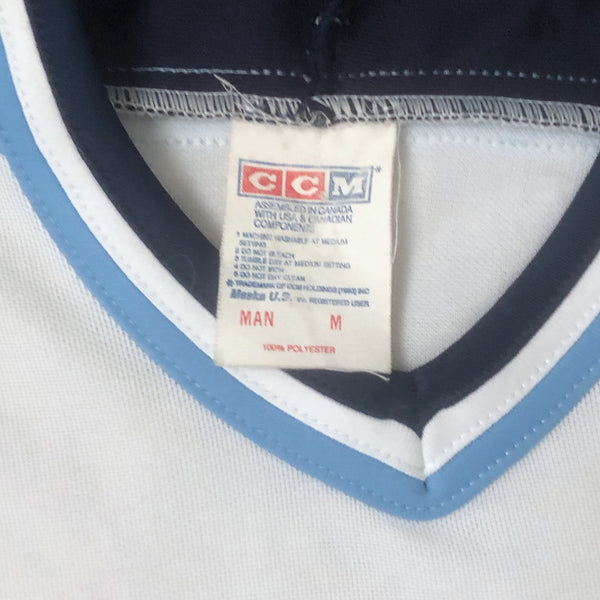 CCM*
ASSEMBLED IN CANADA
WITH USA & CANADIAN
COMPONENTS
1 MACHINE WASHABLE AT MEDIUM
SETTING
2 DO NOT BLEACH
3 TUMBLE DRY AT MEDIUM SETTING
4 DO NOT IRON
5 DO NOT DRY CLEAN
* TRADEMARK OF CCM HOLDINGS (1983) INC
Maska U.S. REGISTERED USER
MAN M
100% POLYESTER